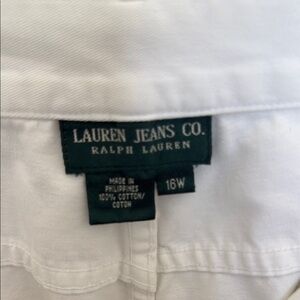 LAUREN JEANS CO.
RALPH LAUREN
MADE IN
PHILIPPINES
100% COTTON/
COTON
16W